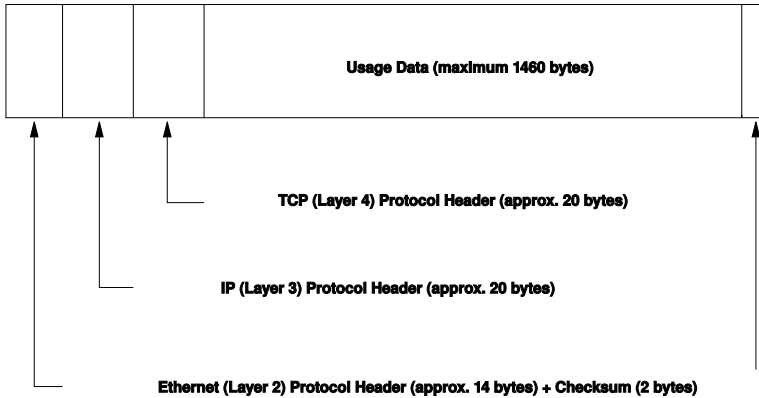 Usage Data (maximum 1460 bytes)
TCP (Layer 4) Protocol Header (approx. 20 bytes)
IP (Layer 3) Protocol Header (approx. 20 bytes)
Ethernet (Layer 2) Protocol Header (approx. 14 bytes) + Checksum (2 bytes)